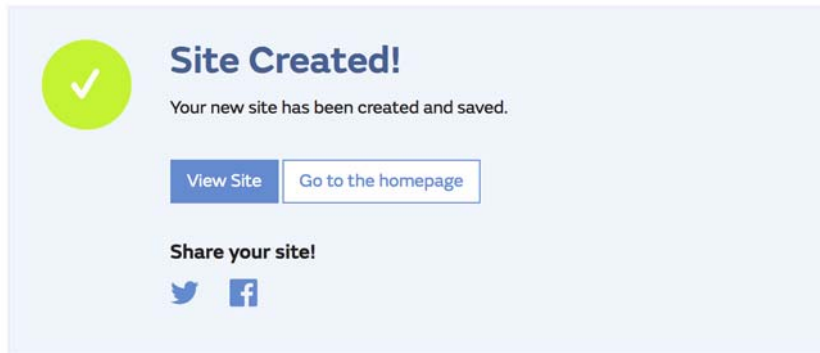 Site Created!
Your new site has been created and saved.
View Site
Go to the homepage
Share your site!